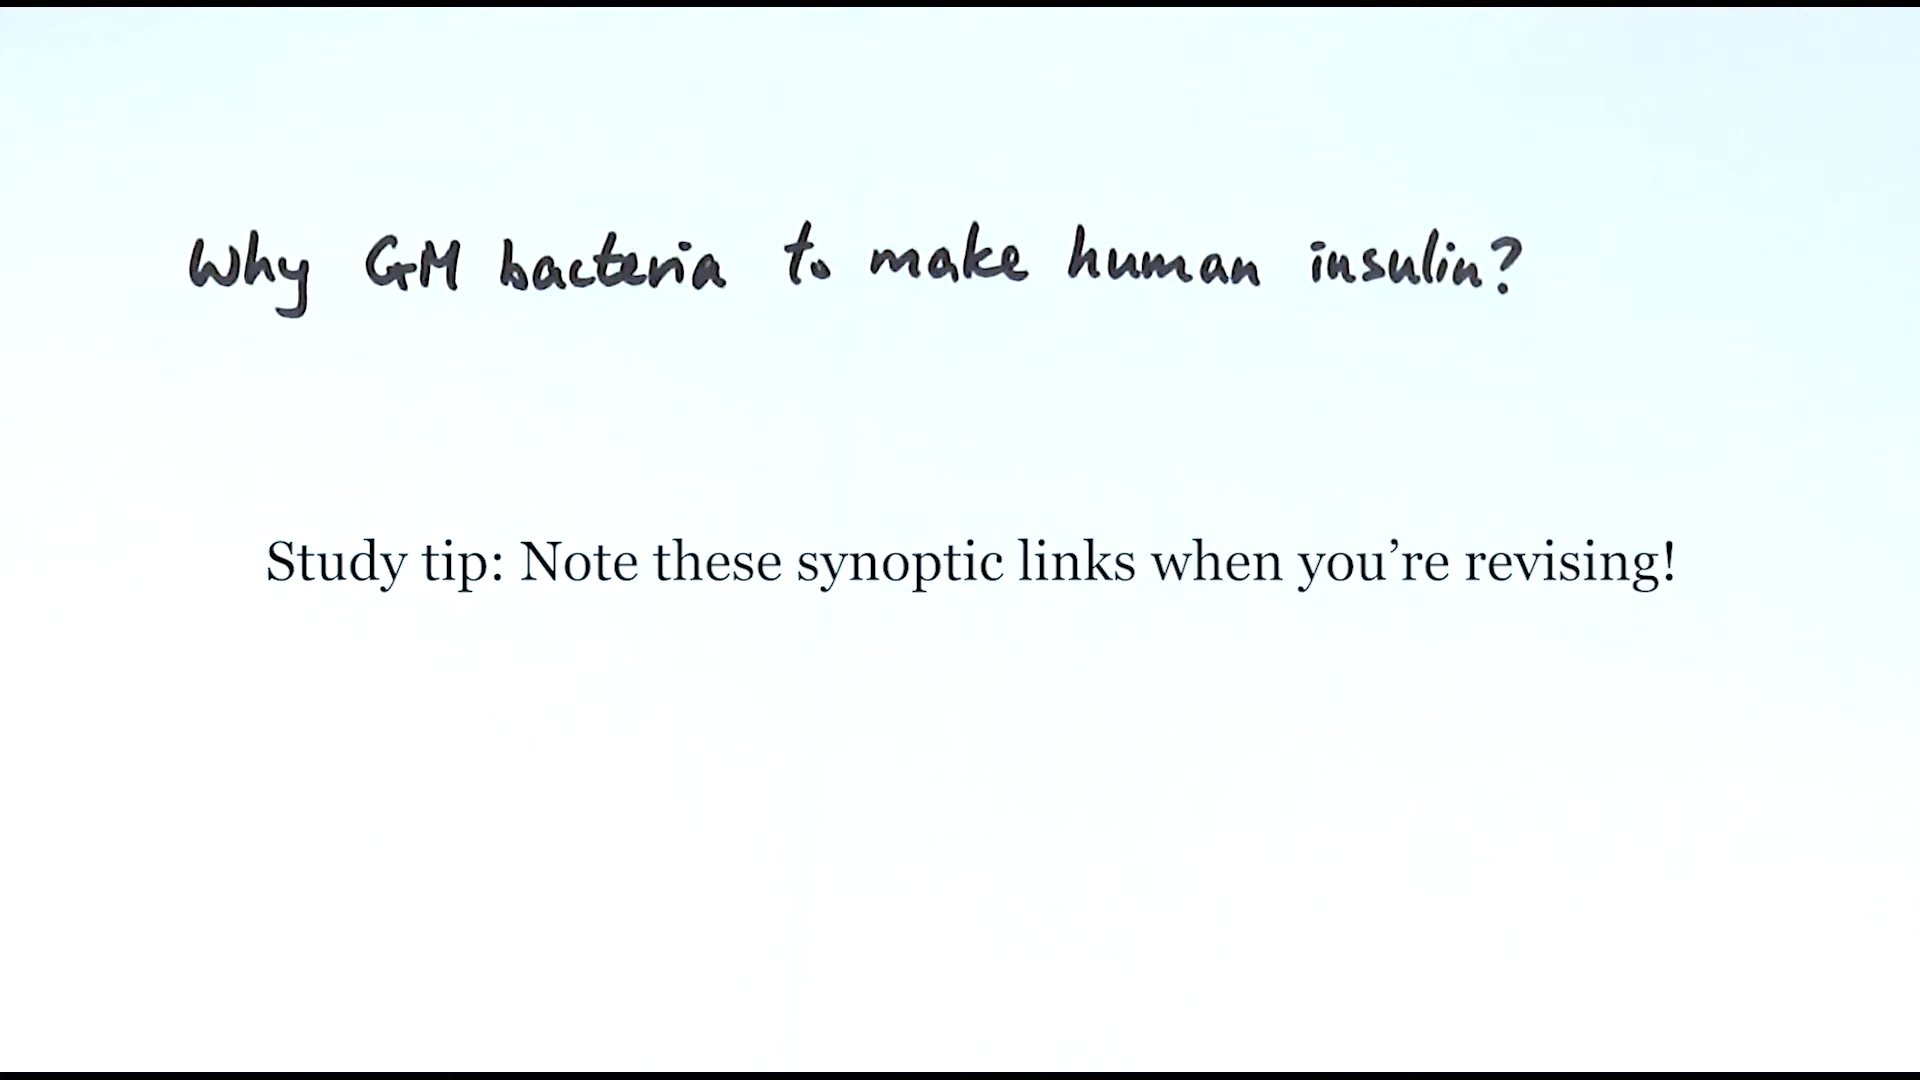 Why GM bacteria to make human insulin?
Study tip: Note these synoptic links when you're revising!